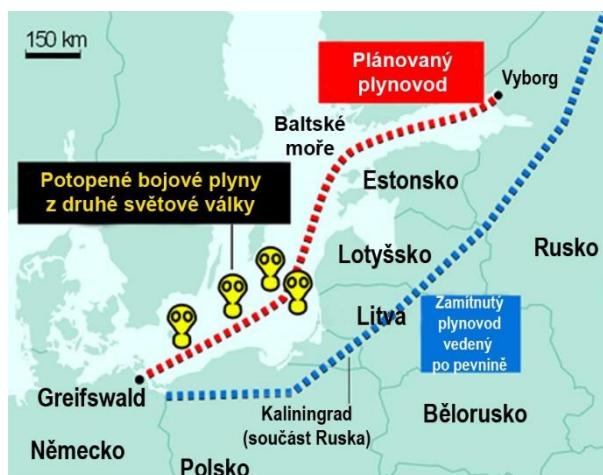 150 km
Plánovaný
plynovod
Vyborg
Baltské
moře
Potopené bojové plyny
z druhé světové války
Estonsko
Lotyšsko
Rusko
Litva
Zamítnutý
plynovod
vedený
po pevnině
Greifswald
Kaliningrad
(součást Ruska)
Bělorusko
Německo
Polsko